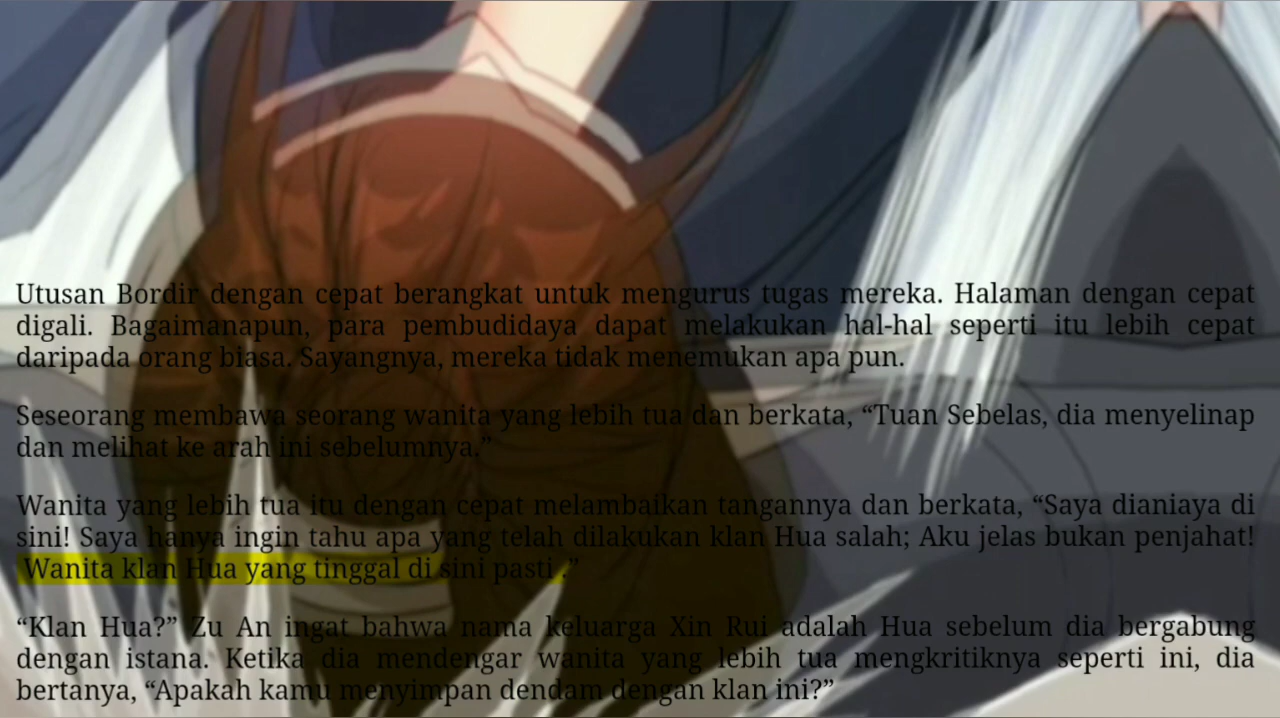 Utusan Bordir dengan cepat berangkat untuk mengurus tugas mereka. Halaman dengan cepat
digali. Bagaimanapun, para pembudidaya dapat melakukan hal-hal seperti itu lebih cepat
daripada orang biasa. Sayangnya, mereka tidak menemukan apa pun.
Seseorang membawa seorang wanita yang lebih tua dan berkata, “Tuan Sebelas, dia menyelinap
dan melihat ke arah ini sebelumnya.”
Wanita yang lebih tua itu dengan cepat melambaikan tangannya dan berkata, “Saya dianiaya di
sini! Saya hanya ingin tahu apa yang telah dilakukan klan Hua salah; Aku jelas bukan penjahat!
Wanita klan Hua yang tinggal di sini pasti .”
“Klan Hua?” Zu An ingat bahwa nama keluarga Xin Rui adalah Hua sebelum dia bergabung
dengan istana. Ketika dia mendengar wanita yang lebih tua mengkritiknya seperti ini, dia
bertanya, “Apakah kamu menyimpan dendam dengan klan ini?”